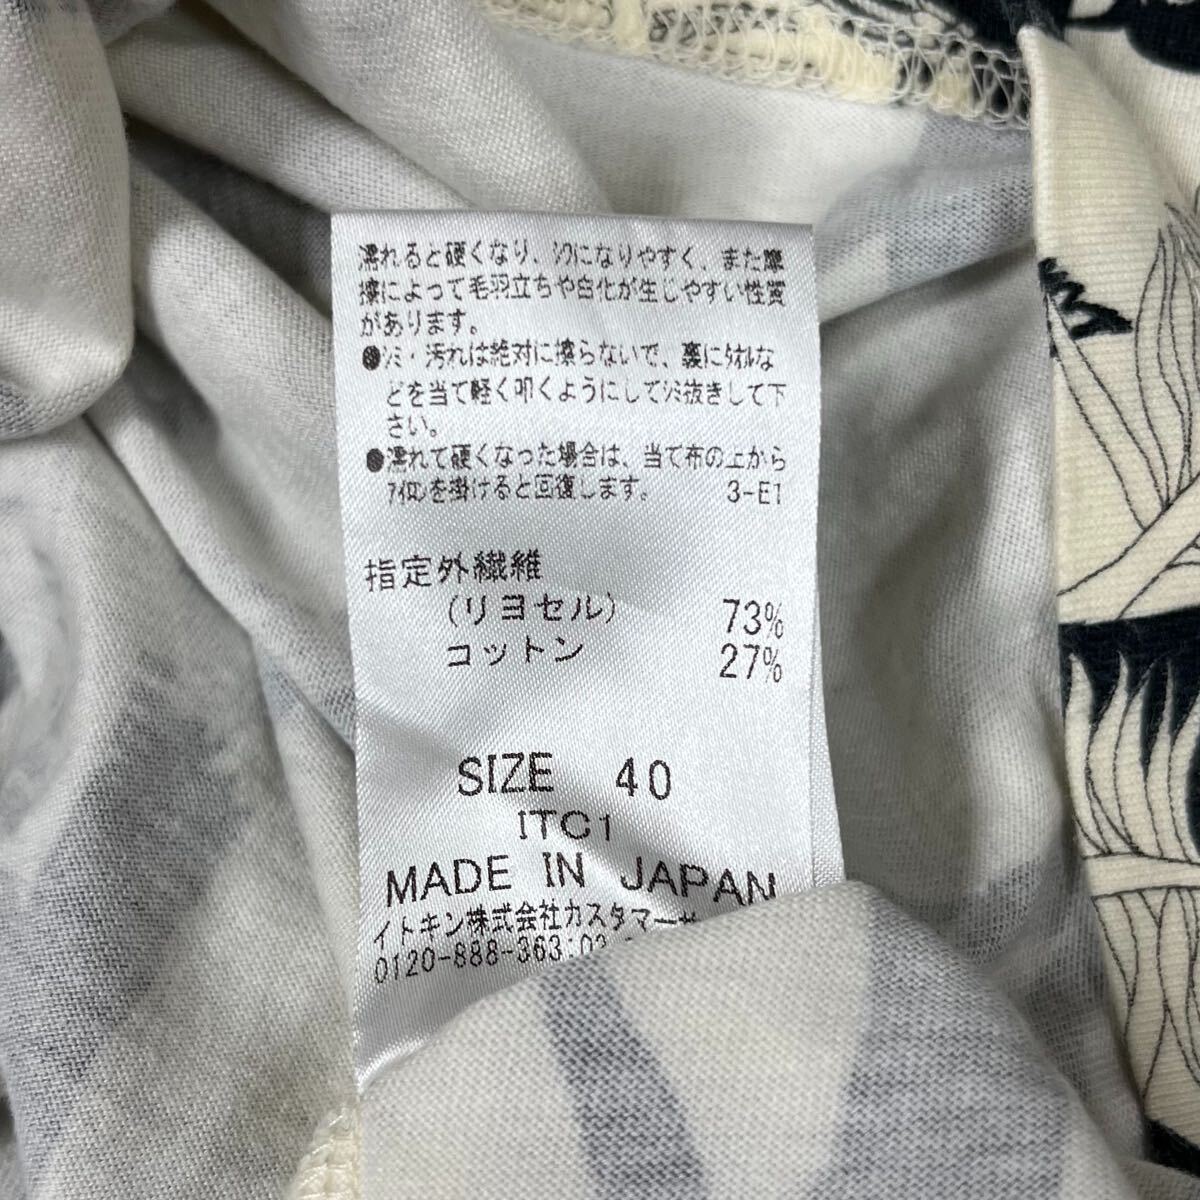 濡れると硬くなり、ｼﾜになりやすく、また摩
擦によって毛羽立ちや白化が生じやすい性質
があります。
●ｼﾐ・汚れは絶対に擦らないで、裏にﾀｵﾙな
どを当て軽く叩くようにしてｼﾐ抜きして下
さい。
●濡れて硬くなった場合は、当て布の上から
ｱｲﾛﾝを掛けると回復します。 3-E1
指定外繊維
(リヨセル) 73%
コットン 27%
SIZE 40
ITC1
MADE IN JAPAN
イトキン株式会社カスタマーサ
0120-888-363:03